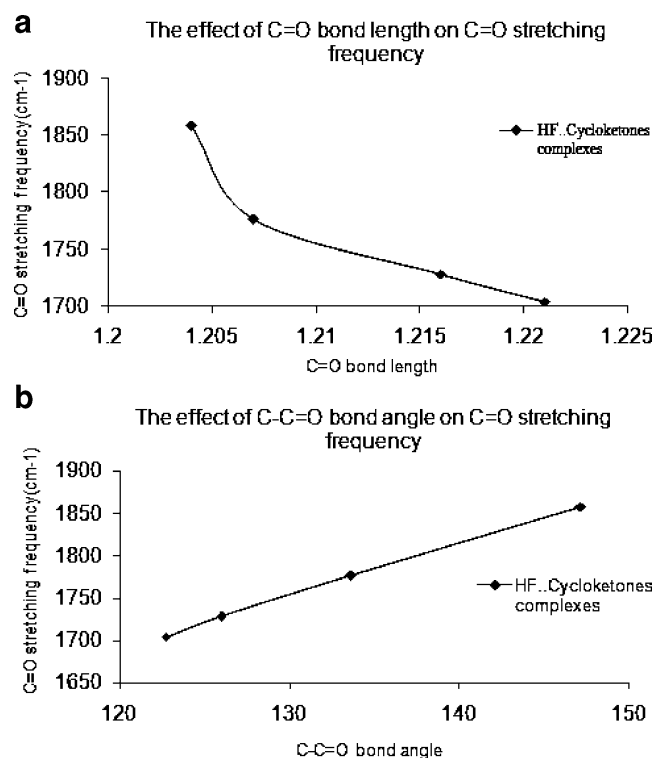 a
The effect of C=O bond length on C=O stretching
frequency
C=O stretching frequency(cm-1)
1900
1850
1800
1750
1700
HF..Cycloketones
complexes
1.2 1.205 1.21 1.215 1.22 1.225
C=O bond length
b
The effect of C-C=O bond angle on C=O stretching
frequency
C=O stretching frequency(cm-1)
1900
1850
1800
1750
1700
1650
HF..Cycloketones
complexes
120 130 140 150
C-C=O bond angle